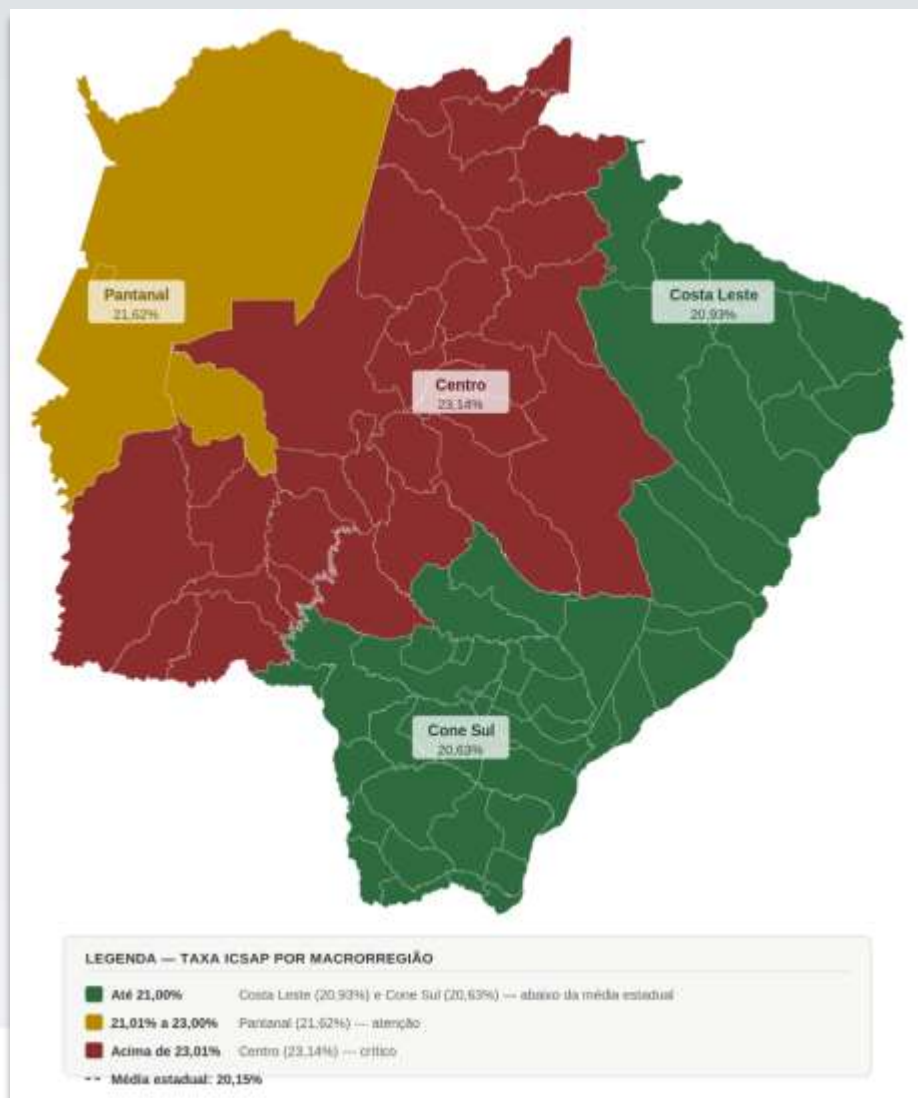 Pantanal
21,62%
Costa Leste
20,93%
Centro
23,14%
Cone Sul
20,63%
LEGENDA — TAXA ICSAP POR MACRORREGIÃO
Até 21,00% Costa Leste (20,93%) e Cone Sul (20,63%) — abaixo da média estadual
21,01% a 23,00% Pantanal (21,62%) — atenção
Acima de 23,01% Centro (23,14%) — crítico
-- Média estadual: 20,15%